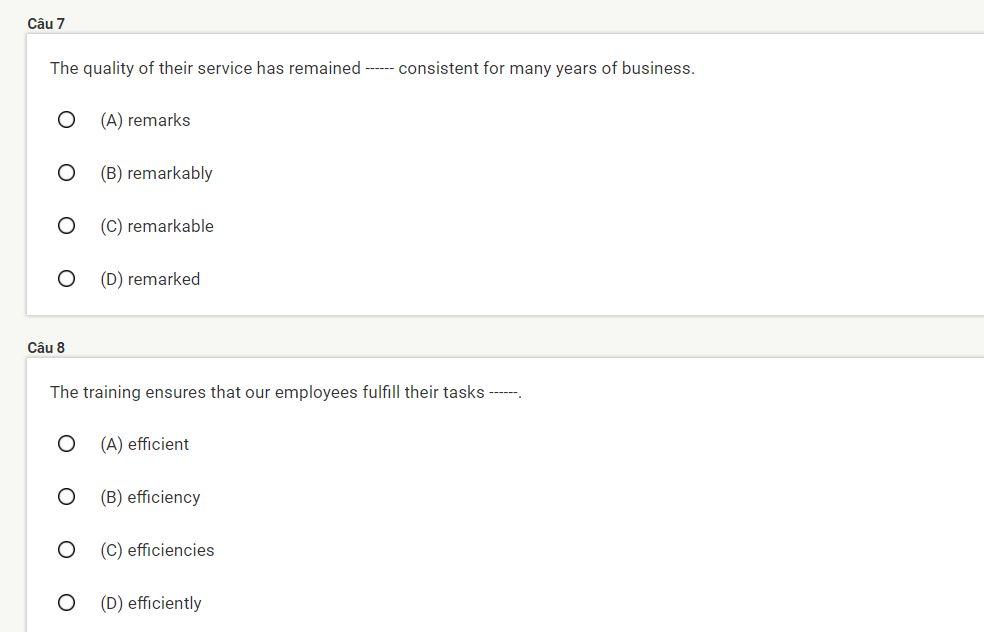 Câu 7
The quality of their service has remained ------ consistent for many years of business.
(A) remarks
(B) remarkably
(C) remarkable
(D) remarked
Câu 8
The training ensures that our employees fulfill their tasks ------.
(A) efficient
(B) efficiency
(C) efficiencies
(D) efficiently